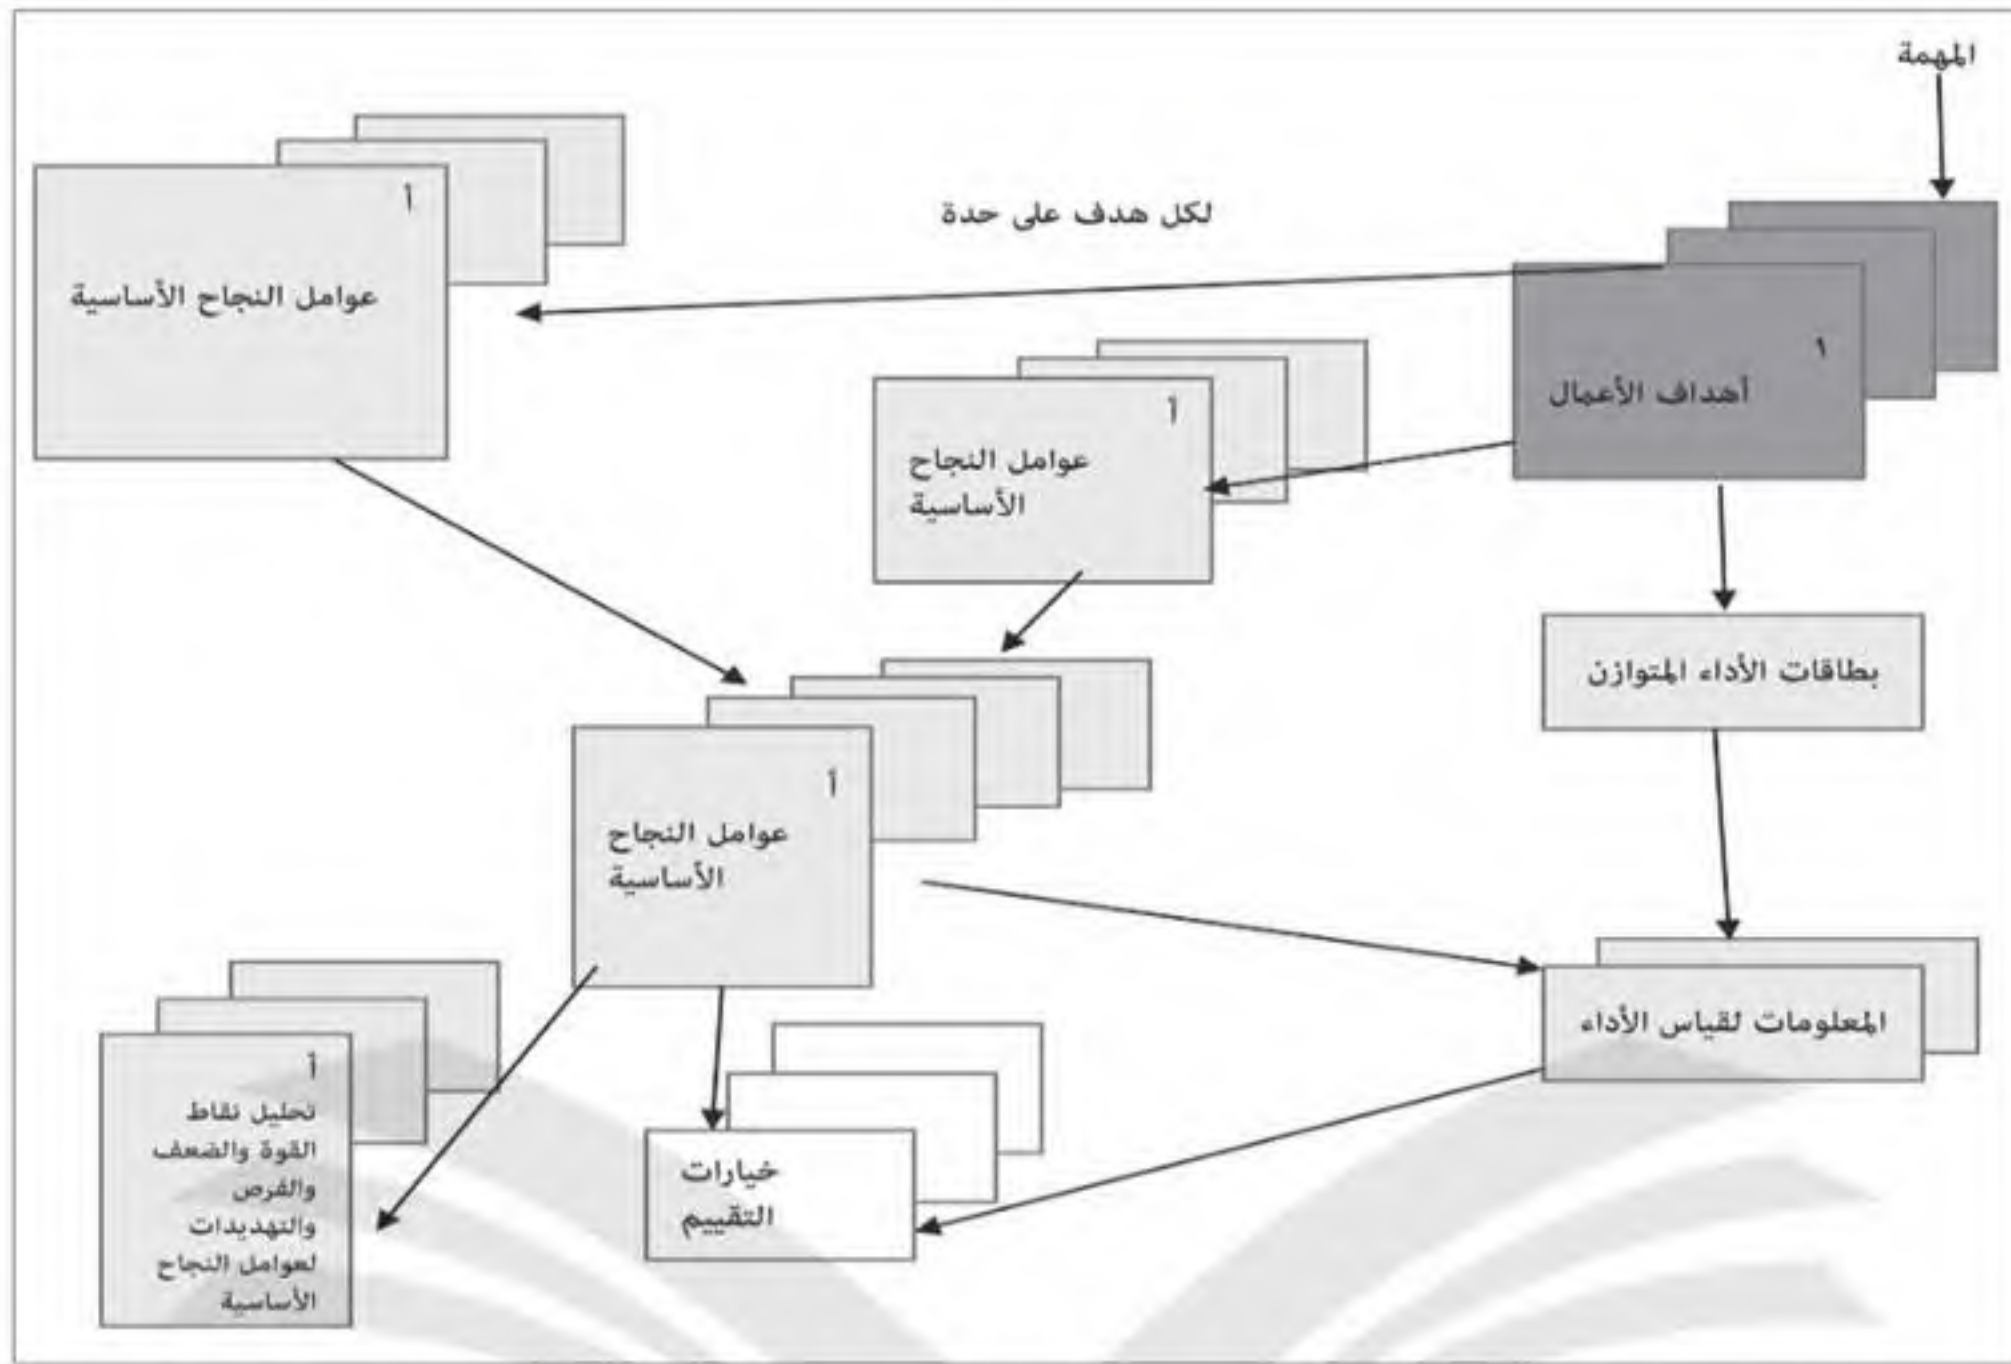 المهمة
لكل هدف على حدة
١
أهداف الأعمال
أ
عوامل النجاح الأساسية
أ
عوامل النجاح
الأساسية
بطاقات الأداء المتوازن
أ
عوامل النجاح
الأساسية
المعلومات لقياس الأداء
خيارات
التقييم
أ
تحليل نقاط
القوة والضعف
والفرص
والتهديدات
لعوامل النجاح
الأساسية